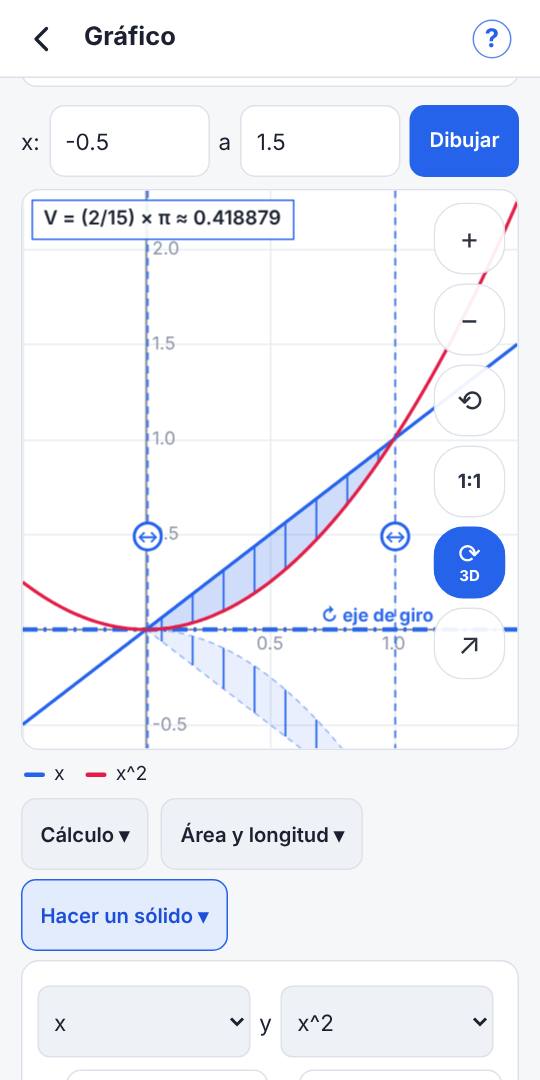 Gráfico
?
x: -0.5 a 1.5 Dibujar
V = (2/15) × π ≈ 0.418879
2.0
1.5
1.0
.5
0.5
1.0
-0.5
↻ eje de giro
+
−
⟲
1:1
⟳
3D
x x^2
Cálculo ▾ Área y longitud ▾
Hacer un sólido ▾
x y x^2